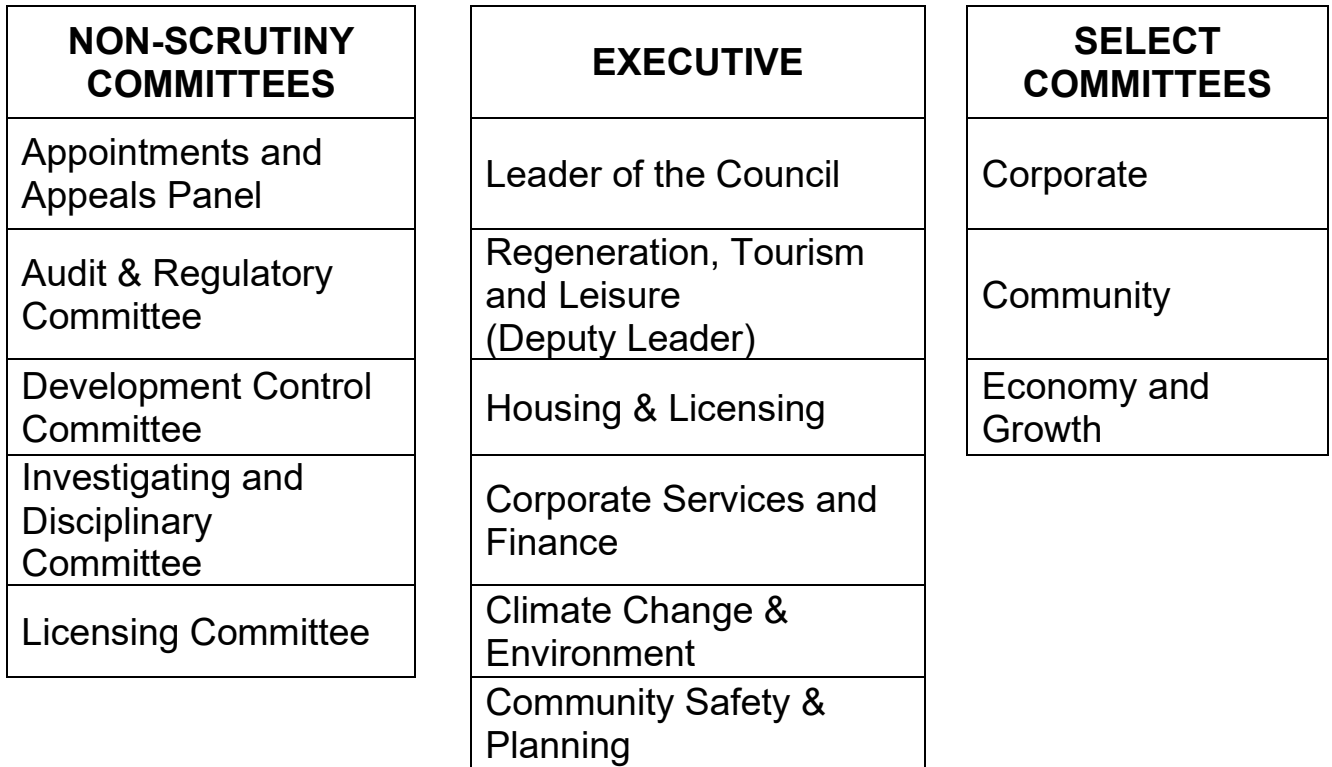 NON-SCRUTINY
COMMITTEES
Appointments and
Appeals Panel
Audit & Regulatory
Committee
Development Control
Committee
Investigating and
Disciplinary
Committee
Licensing Committee
EXECUTIVE
Leader of the Council
Regeneration, Tourism
and Leisure
(Deputy Leader)
Housing & Licensing
Corporate Services and
Finance
Climate Change &
Environment
Community Safety &
Planning
SELECT
COMMITTEES
Corporate
Community
Economy and
Growth